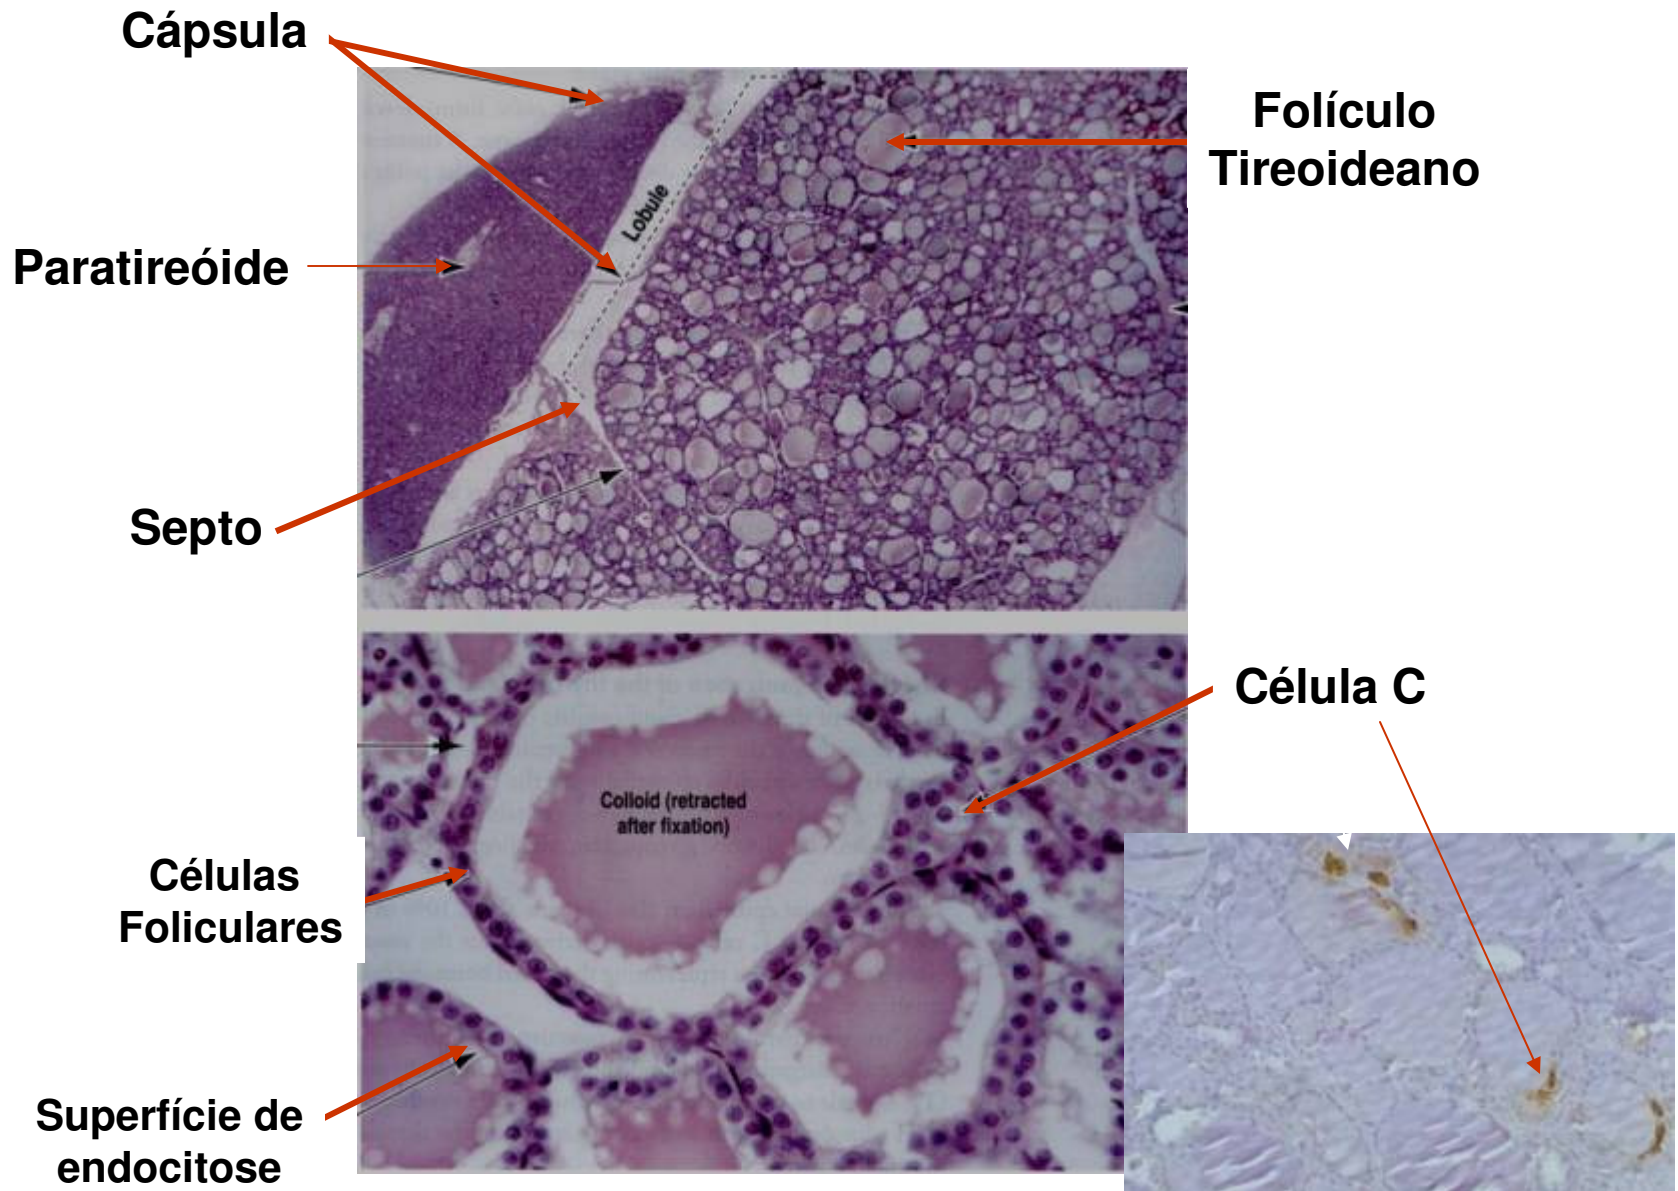 Cápsula
Folículo
Tireoideano
Lobule
Paratireóide
Septo
Célula C
Colloid (retracted
after fixation)
Células
Foliculares
Superfície de
endocitose